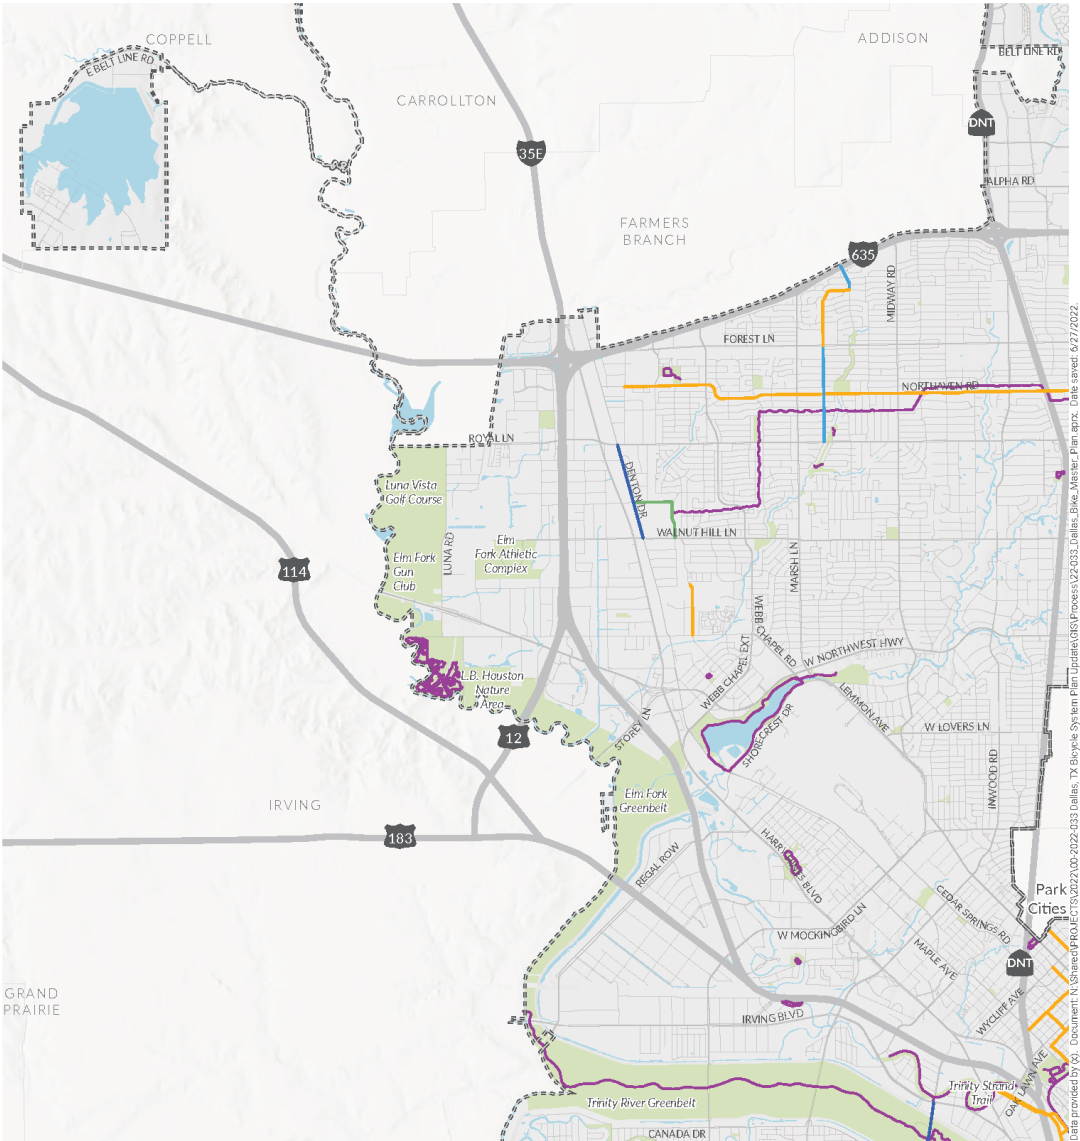 COPPELL
E BELT LINE RD
ADDISON
BELT LINE RD
CARROLLTON
DNT
35E
ALPHA RD
FARMERS
BRANCH
635
MIDWAY RD
FOREST LN
NORTHAVEN RD
ROYAL LN
DENTON DR
Luna Vista
Golf Course
WALNUT HILL LN
LUNA RD
Elm
Fork Athletic
Complex
Elm Fork
Gun
Club
114
MARSH LN
WEBB CHAPEL RD
W NORTHWEST HWY
WEBB CHAPEL EXT
L.B. Houston
Nature
Area
LEMMON AVE
12
STOREY LN
SHORECREST DR
W LOVERS LN
INWOOD RD
IRVING
Elm Fork
Greenbelt
183
REGAL ROW
HARRY HINES BLVD
Park
Cities
CEDAR SPRINGS RD
W MOCKINGBIRD LN
MAPLE AVE
DNT
GRAND
PRAIRIE
WYCLIFF AVE
IRVING BLVD
OAK LAWN AVE
Trinity Strand
Trail
Trinity River Greenbelt
CANADA DR
Data provided by (x). Document: N:\Shared\PROJECTS\2022\00-2022-033 Dallas, TX Bicycle System Plan Update\GIS\Process\22-033_Dallas_Bike_Master_Plan.aprx. Date saved: 6/27/2022.